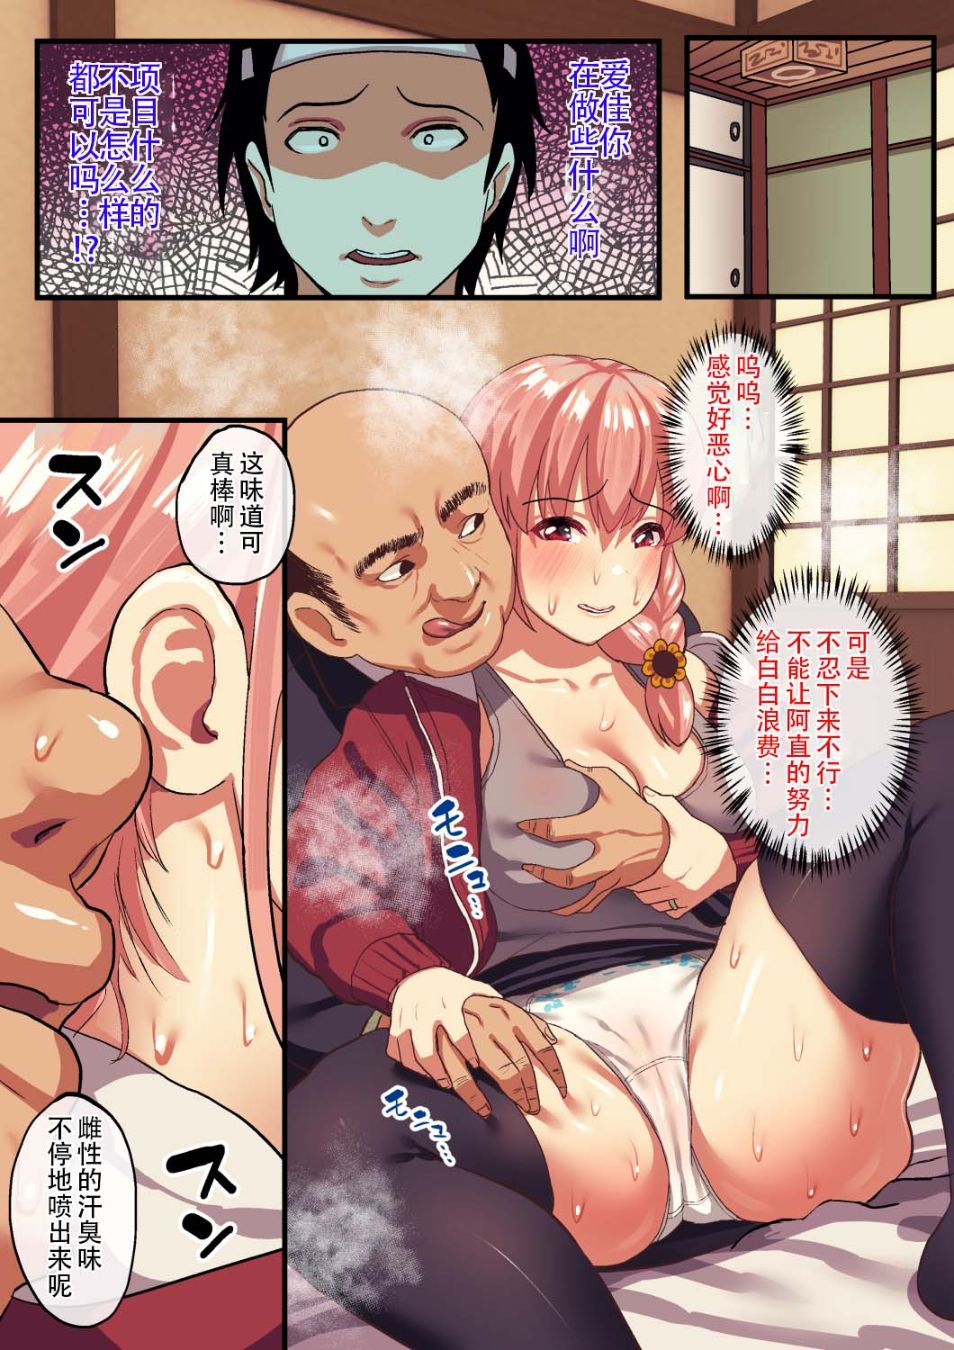 爱佳你
在做些什么啊
项目什么的
不是怎么样
都可以吗…!?
呜呜…
感觉好恶心啊…
可是
不忍下来不行…
不能让阿直的努力
给白白浪费…
这味道可
真棒啊…
スン
モニュ…
モニュ…
スン
雌性的汗臭味
不停地喷出来呢